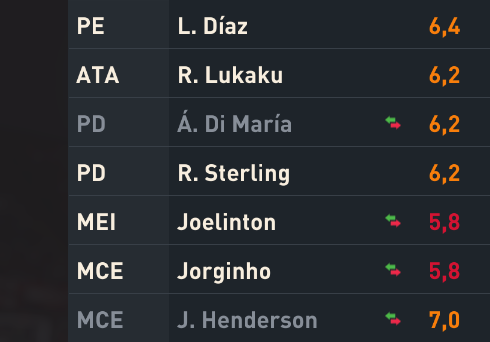 PE L. Díaz 6,4
ATA R. Lukaku 6,2
PD Á. Di María 6,2
PD R. Sterling 6,2
MEI Joelinton 5,8
MCE Jorginho 5,8
MCE J. Henderson 7,0